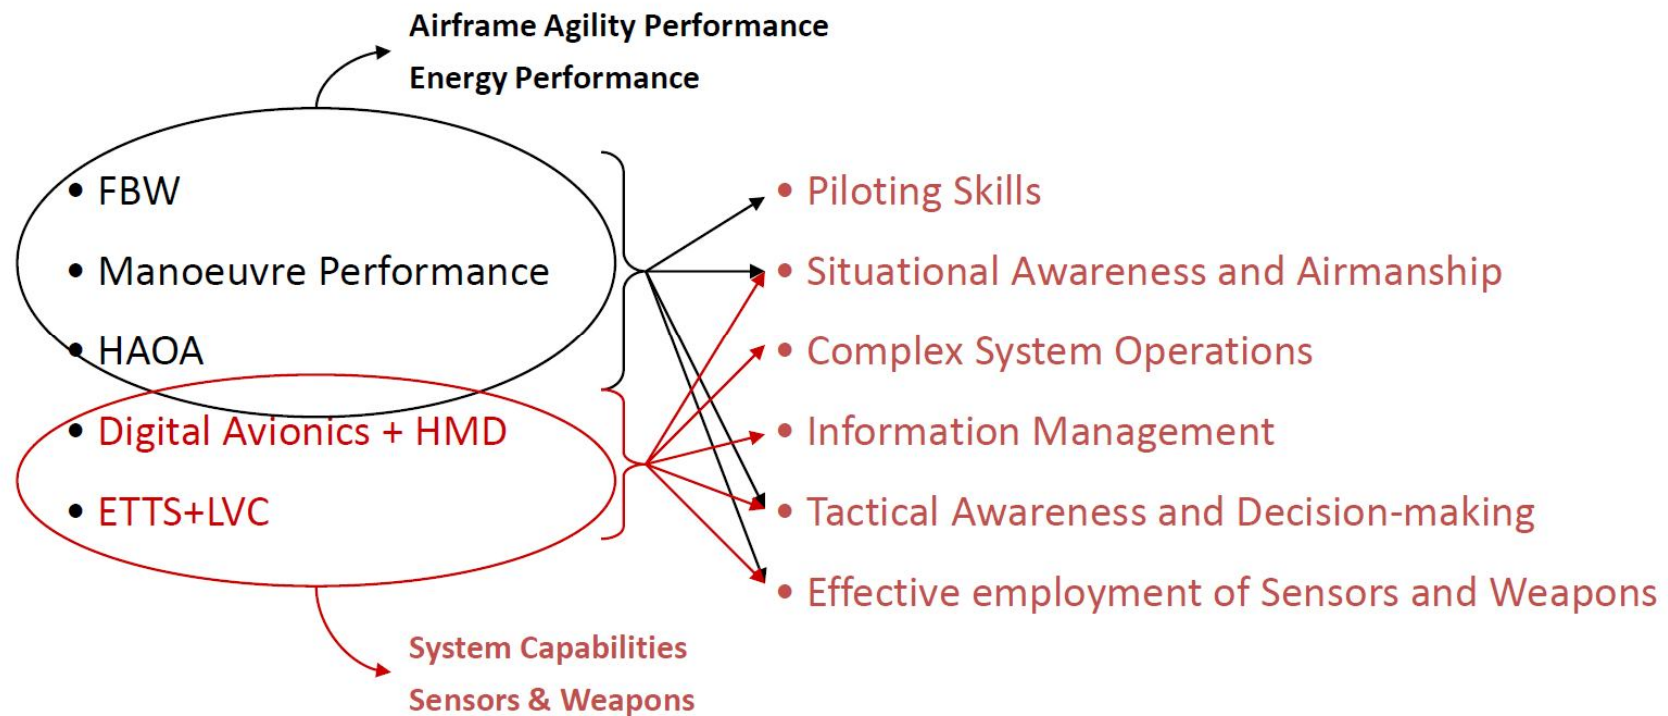 Airframe Agility Performance
Energy Performance
• FBW
• Manoeuvre Performance
• HAOA
• Digital Avionics + HMD
• ETTS+LVC
• Piloting Skills
• Situational Awareness and Airmanship
• Complex System Operations
• Information Management
• Tactical Awareness and Decision-making
• Effective employment of Sensors and Weapons
System Capabilities
Sensors & Weapons